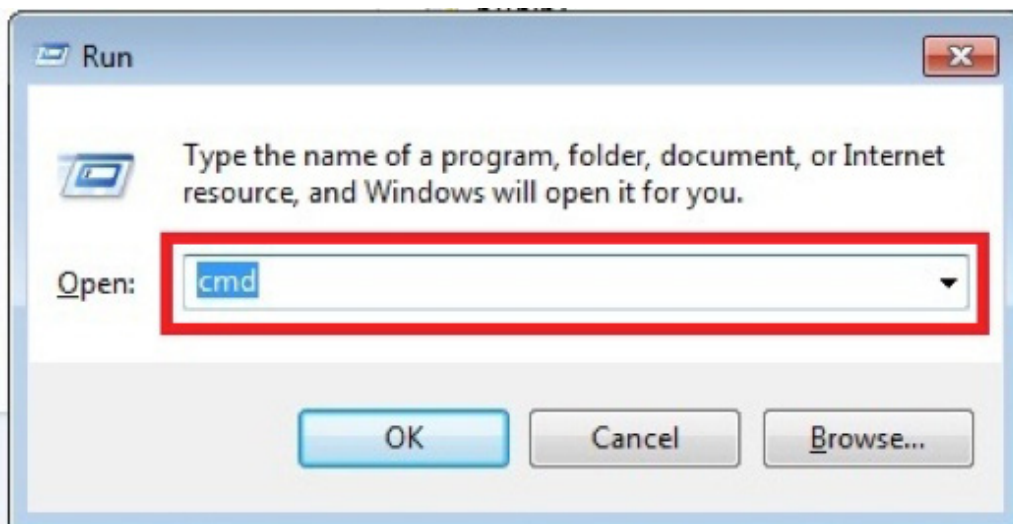 Run
Type the name of a program, folder, document, or Internet
resource, and Windows will open it for you.
Open:
cmd
OK
Cancel
Browse...